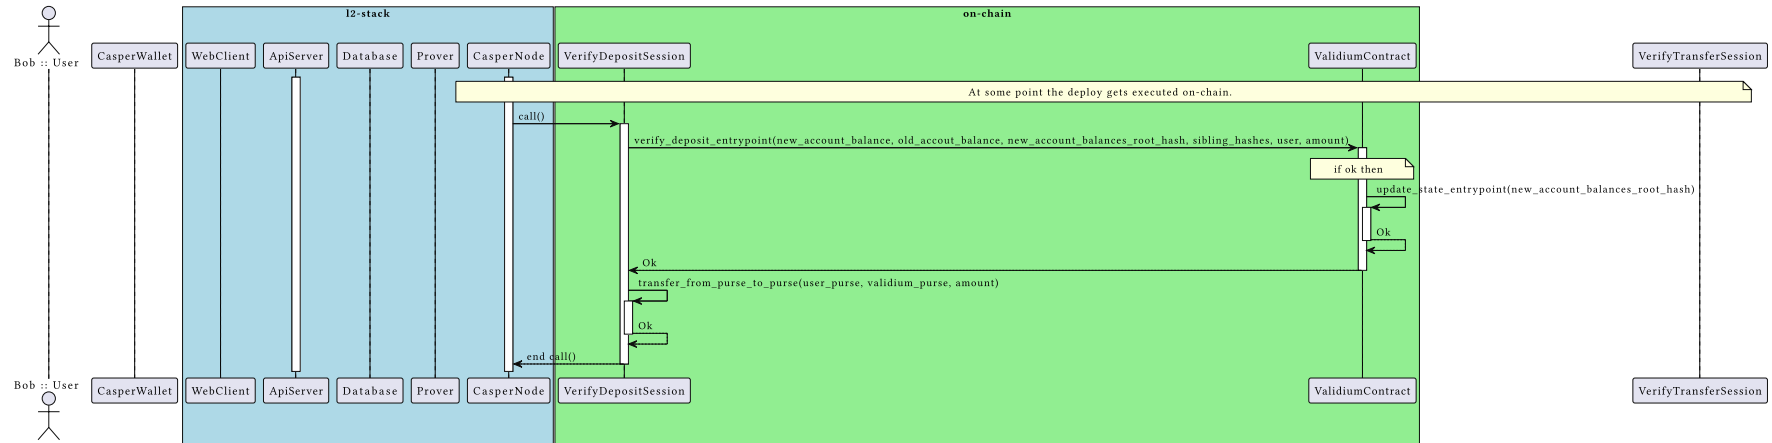 l2-stack
on-chain
Bob :: User
CasperWallet
WebClient
ApiServer
Database
Prover
CasperNode
VerifyDepositSession
ValidiumContract
VerifyTransferSession
At some point the deploy gets executed on-chain.
call()
verify_deposit_entrypoint(new_account_balance, old_accout_balance, new_account_balances_root_hash, sibling_hashes, user, amount)
if ok then
update_state_entrypoint(new_account_balances_root_hash)
Ok
Ok
transfer_from_purse_to_purse(user_purse, validium_purse, amount)
Ok
end call()
Bob :: User
CasperWallet
WebClient
ApiServer
Database
Prover
CasperNode
VerifyDepositSession
ValidiumContract
VerifyTransferSession